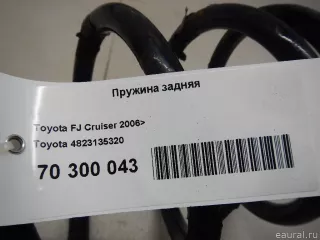 Пружина задняя
Toyota FJ Cruiser 2006>
Toyota 4823135320
70 300 043
eaural.ru